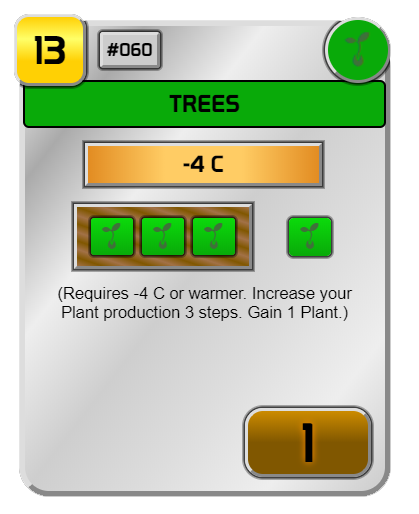 13
#060
TREES
-4 C
(Requires -4 C or warmer. Increase your
Plant production 3 steps. Gain 1 Plant.)
1